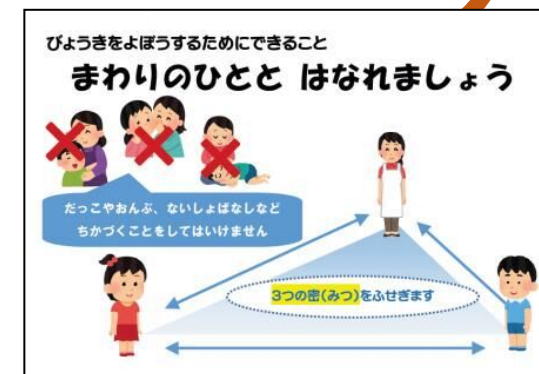 びょうきをよぼうするためにできること
まわりのひとと はなれましょう
だっこやおんぶ、ないしょばなしなど
ちかづくことをしてはいけません
3つの密(みつ)をふせぎます